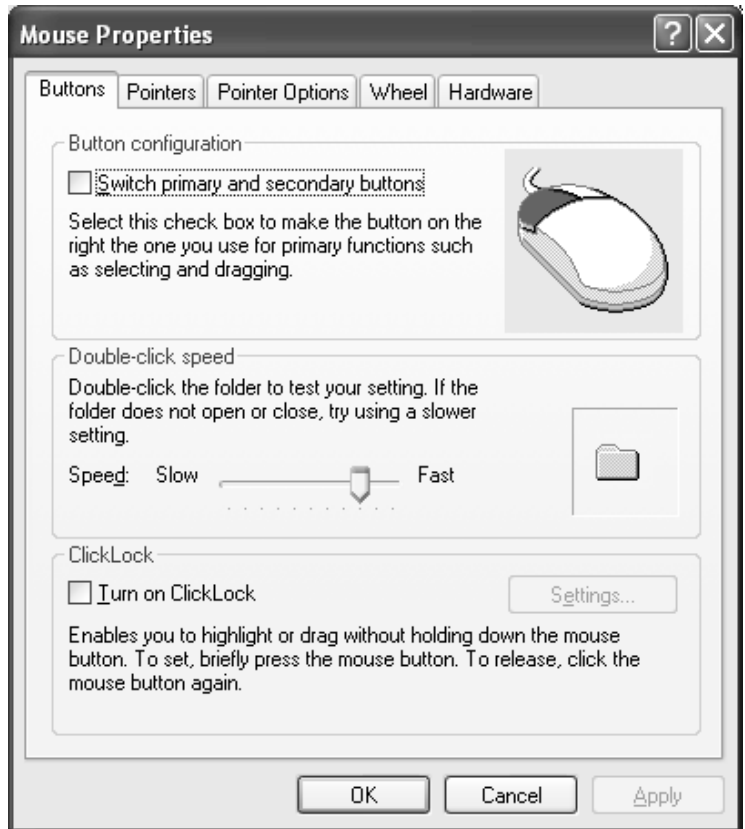 Mouse Properties
Buttons Pointers Pointer Options Wheel Hardware
Button configuration
Switch primary and secondary buttons
Select this check box to make the button on the
right the one you use for primary functions such
as selecting and dragging.
Double-click speed
Double-click the folder to test your setting. If the
folder does not open or close, try using a slower
setting.
Speed: Slow Fast
ClickLock
Turn on ClickLock Settings...
Enables you to highlight or drag without holding down the mouse
button. To set, briefly press the mouse button. To release, click the
mouse button again.
OK Cancel Apply